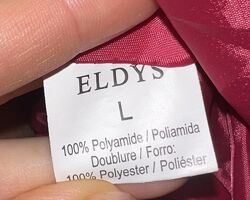 ELDYS
L
100% Polyamide / Poliamida
Doublure / Forro:
100% Polyester / Poliéster